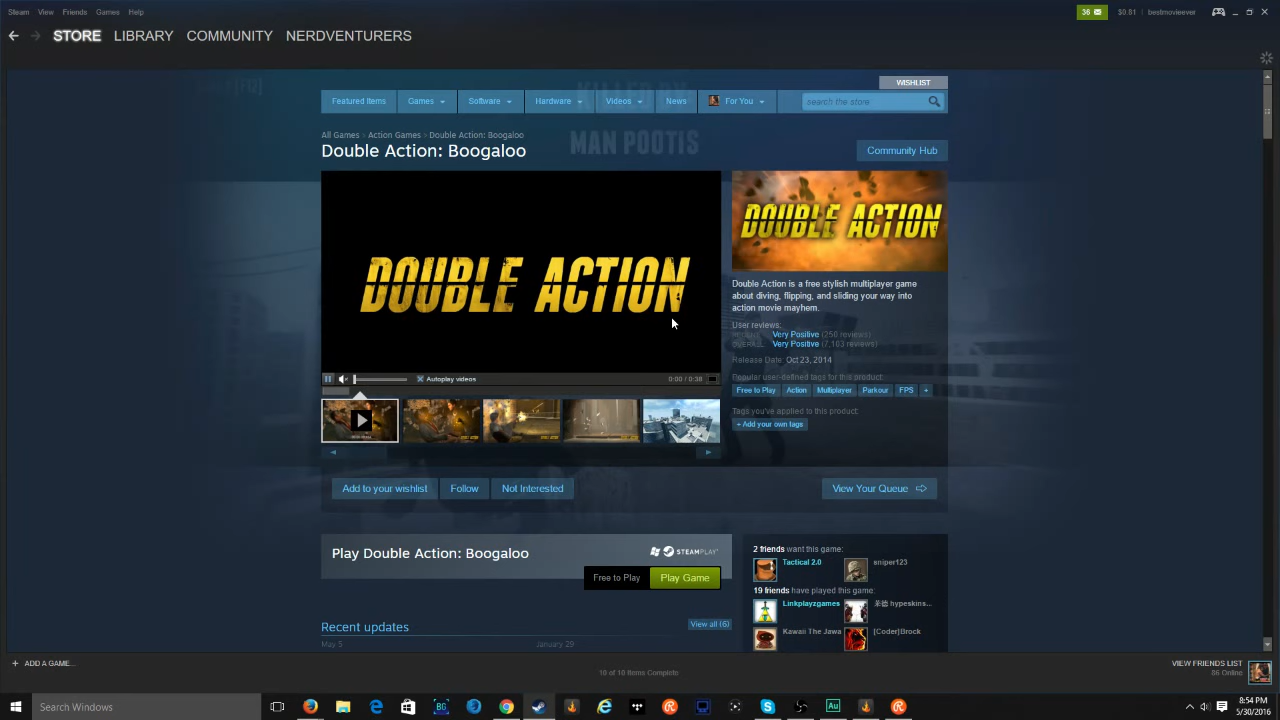 Steam View Friends Games Help
36 $0.81 bestmovieever
STORE LIBRARY COMMUNITY NERDVENTURERS
WISHLIST
Featured Items Games Software Hardware Videos News For You search the store
KILLED BY
MAN POOTIS
All Games > Action Games > Double Action: Boogaloo
Double Action: Boogaloo
Community Hub
DOUBLE ACTION
DOUBLE ACTION
Double Action is a free stylish multiplayer game
about diving, flipping, and sliding your way into
action movie mayhem.
User reviews:
RECENT: Very Positive (250 reviews)
OVERALL: Very Positive (7,103 reviews)
Release Date: Oct 23, 2014
Popular user-defined tags for this product:
Free to Play Action Multiplayer Parkour FPS +
Tags you've applied to this product:
+ Add your own tags
Autoplay videos 0:00 / 0:38
Add to your wishlist Follow Not Interested View Your Queue
Play Double Action: Boogaloo
STEAMPLAY
Free to Play Play Game
2 friends want this game:
Tactical 2.0 sniper123
19 friends have played this game:
Linkplayzgames hypeskins...
Kawaii The Jawa [Coder]Brock
Recent updates View all (6)
May 5 January 29
+ ADD A GAME...
10 of 10 Items Complete
VIEW FRIENDS LIST
86 Online
Search Windows
BG
Au
8:54 PM
5/30/2016